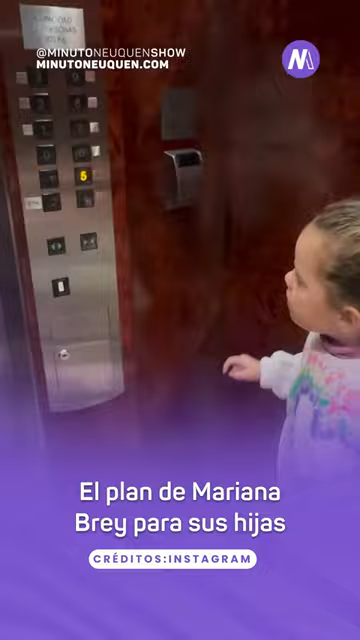 @MINUTONEUQUENSHOW
MINUTONEUQUEN.COM
5
El plan de Mariana
Brey para sus hijas
CRÉDITOS:INSTAGRAM